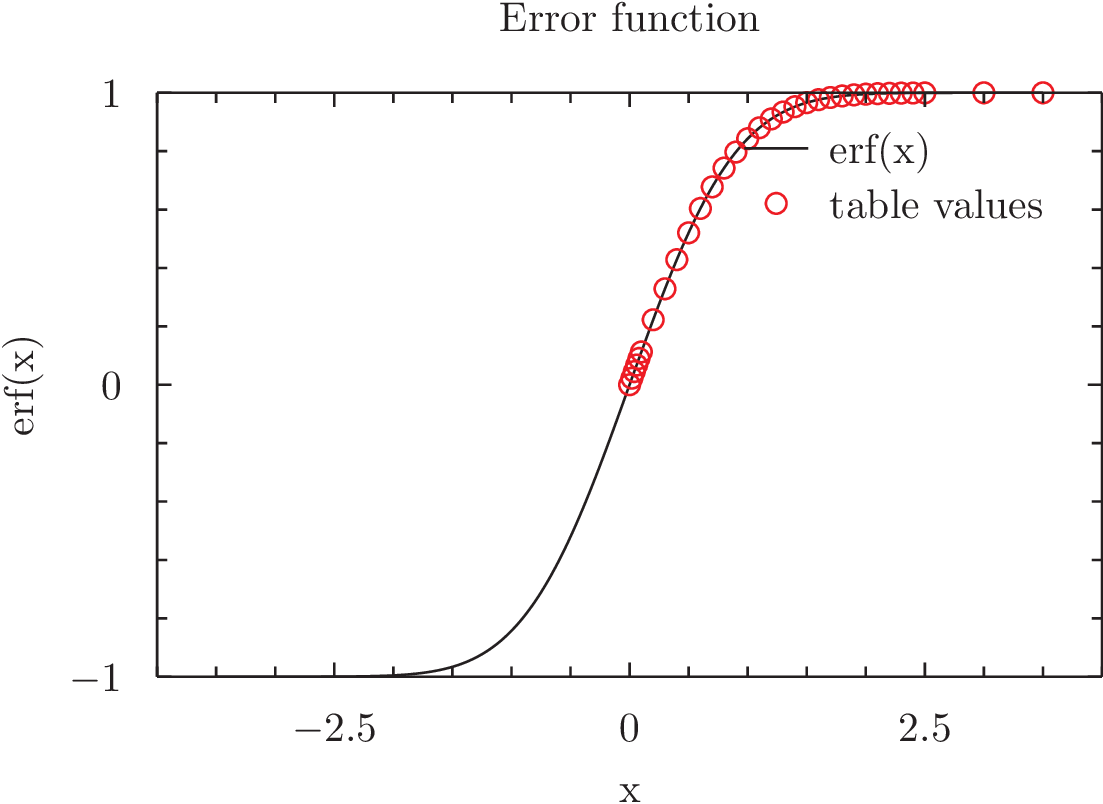 Error function
1
erf(x)
table values
erf(x)
0
−1
−2.5 0 2.5
x